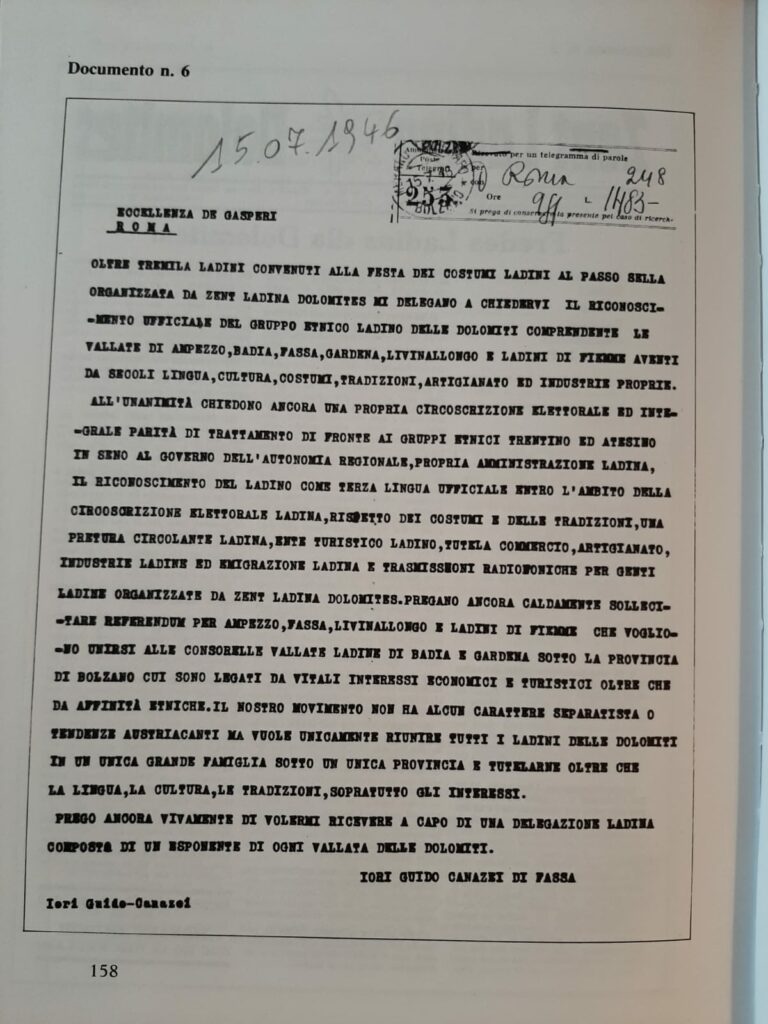 Documento n. 6
15.07.1946
Ricevuto per un telegramma di parole
Poste
253
Roma 248
Ore
Si prega di conservare la presente pel caso di ricerch-
ECCELLENZA DE GASPERI
ROMA
OLTRE TREMILA LADINI CONVENUTI ALLA FESTA DEI COSTUMI LADINI AL PASSO SELLA
ORGANIZZATA DA ZENT LADINA DOLOMITES MI DELEGANO A CHIEDERVI IL RICONOSCI-
-MENTO UFFICIALE DEL GRUPPO ETNICO LADINO DELLE DOLOMITI COMPRENDENTE LE
VALLATE DI AMPEZZO,BADIA,FASSA,GARDENA,LIVINALLONGO E LADINI DI FIEMME AVENTI
DA SECOLI LINGUA,CULTURA,COSTUMI,TRADIZIONI,ARTIGIANATO ED INDUSTRIE PROPRIE.
ALL'UNANIMITÀ CHIEDONO ANCORA UNA PROPRIA CIRCOSCRIZIONE ELETTORALE ED INTE-
-GRALE PARITÀ DI TRATTAMENTO DI FRONTE AI GRUPPI ETNICI TRENTINO ED ATESINO
IN SENO AL GOVERNO DELL'AUTONOMIA REGIONALE,PROPRIA AMMINISTRAZIONE LADINA,
IL RICONOSCIMENTO DEL LADINO COME TERZA LINGUA UFFICIALE ENTRO L'AMBITO DELLA
CIRCOSCRIZIONE ELETTORALE LADINA,RISPETTO DEI COSTUMI E DELLE TRADIZIONI,UNA
PRETURA CIRCOLANTE LADINA,ENTE TURISTICO LADINO,TUTELA COMMERCIO,ARTIGIANATO,
INDUSTRIE LADINE ED EMIGRAZIONE LADINA E TRASMISSIONI RADIOFONICHE PER GENTI
LADINE ORGANIZZATE DA ZENT LADINA DOLOMITES.PREGANO ANCORA CALDAMENTE SOLLECI-
-TARE REFERENDUM PER AMPEZZO,FASSA,LIVINALLONGO E LADINI DI FIEMME CHE VOGLIO-
-NO UNIRSI ALLE CONSORELLE VALLATE LADINE DI BADIA E GARDENA SOTTO LA PROVINCIA
DI BOLZANO CUI SONO LEGATI DA VITALI INTERESSI ECONOMICI E TURISTICI OLTRE CHE
DA AFFINITÀ ETNICHE.IL NOSTRO MOVIMENTO NON HA ALCUN CARATTERE SEPARATISTA O
TENDENZE AUSTRIACANTI MA VUOLE UNICAMENTE RIUNIRE TUTTI I LADINI DELLE DOLOMITI
IN UN UNICA GRANDE FAMIGLIA SOTTO UN UNICA PROVINCIA E TUTELARNE OLTRE CHE
LA LINGUA,LA CULTURA,LE TRADIZIONI,SOPRATUTTO GLI INTERESSI.
PREGO ANCORA VIVAMENTE DI VOLERMI RICEVERE A CAPO DI UNA DELEGAZIONE LADINA
COMPOSTA DI UN ESPONENTE DI OGNI VALLATA DELLE DOLOMITI.
IORI GUIDO CANAZEI DI FASSA
Iori Guido-Canazei
158